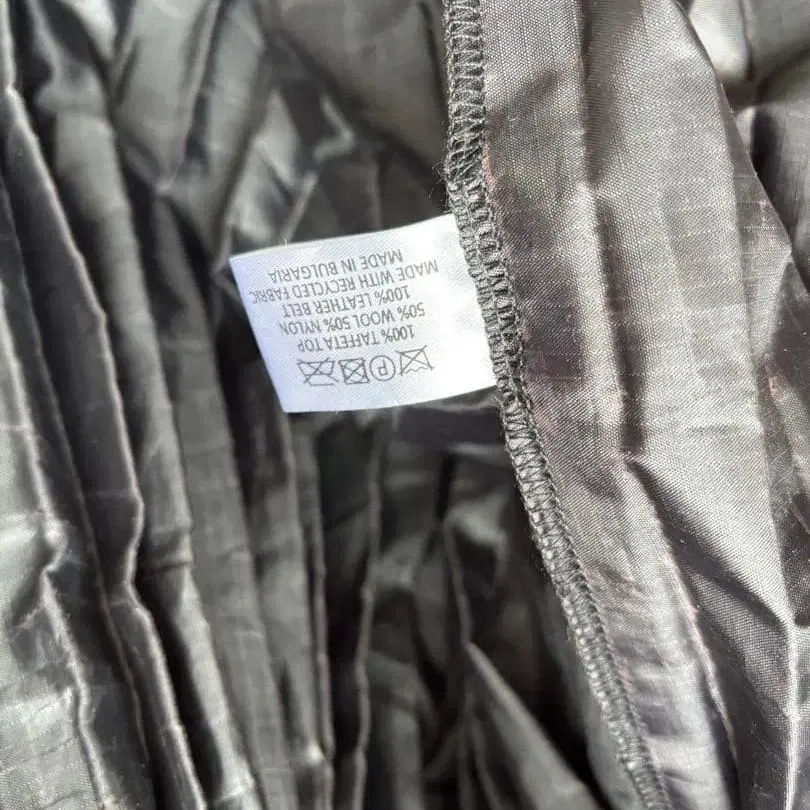 Ⓟ
100% TAFFETA TOP
50% WOOL 50% NYLON
100% LEATHER BELT
MADE WITH RECYCLED FABRIC
MADE IN BULGARIA